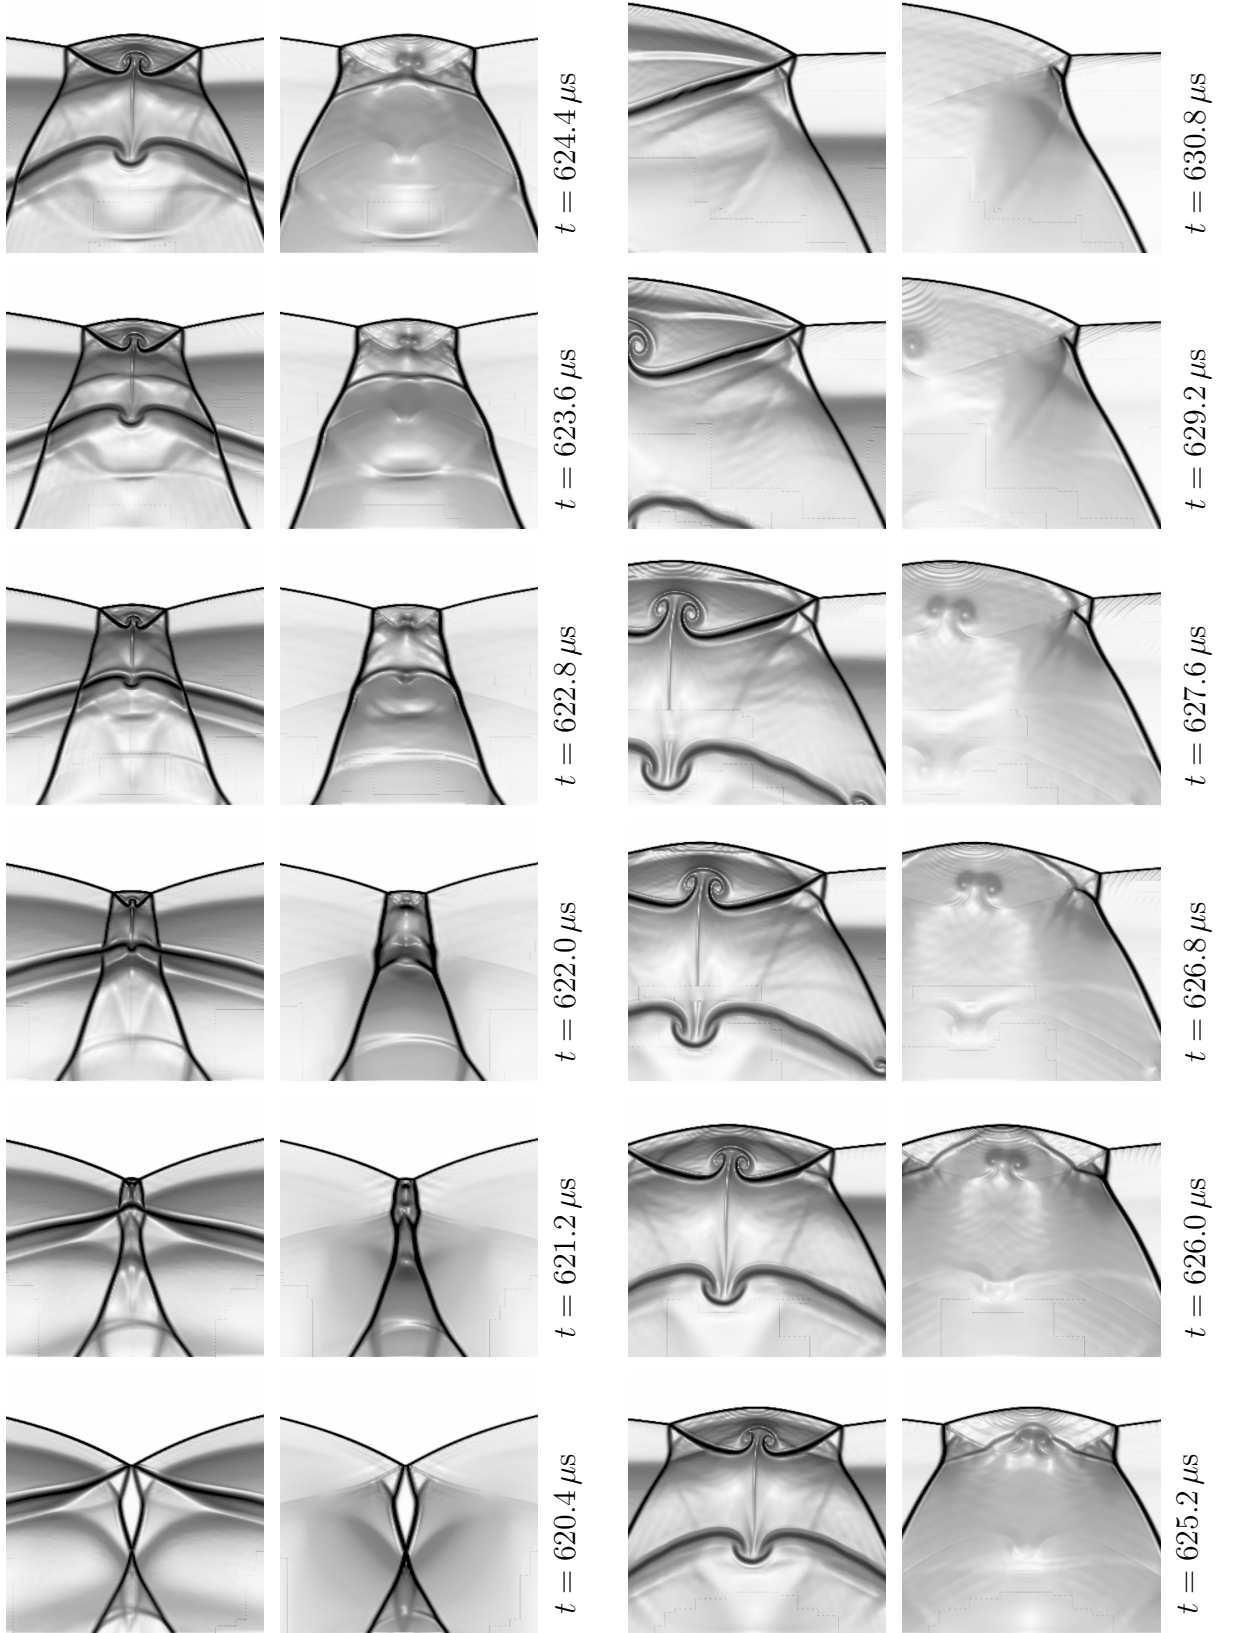 t = 620.4 μs
t = 621.2 μs
t = 622.0 μs
t = 622.8 μs
t = 623.6 μs
t = 624.4 μs
t = 625.2 μs
t = 626.0 μs
t = 626.8 μs
t = 627.6 μs
t = 629.2 μs
t = 630.8 μs